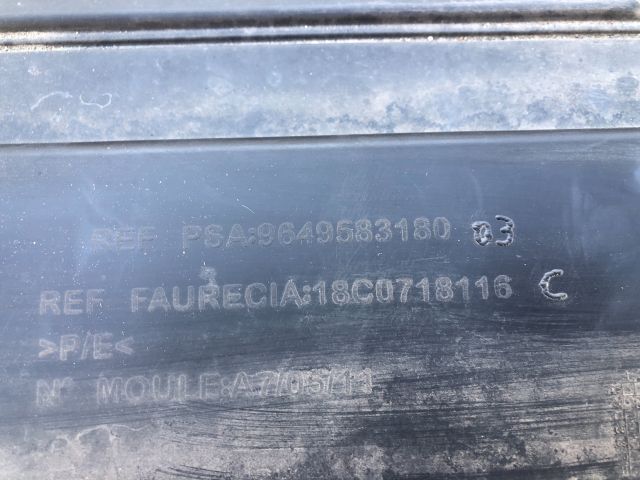 REF PSA:9649583180 03
REF FAURECIA:18C0718116 C
>P/E<
N° MOULE:A7/05/11